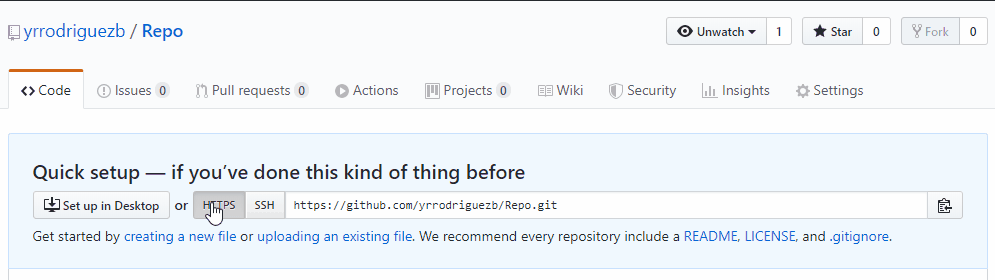 yrrodriguezb / Repo
Unwatch 1 Star 0 Fork 0
Code Issues 0 Pull requests 0 Actions Projects 0 Wiki Security Insights Settings
Quick setup — if you’ve done this kind of thing before
Set up in Desktop or HTTPS SSH https://github.com/yrrodriguezb/Repo.git
Get started by creating a new file or uploading an existing file. We recommend every repository include a README, LICENSE, and .gitignore.